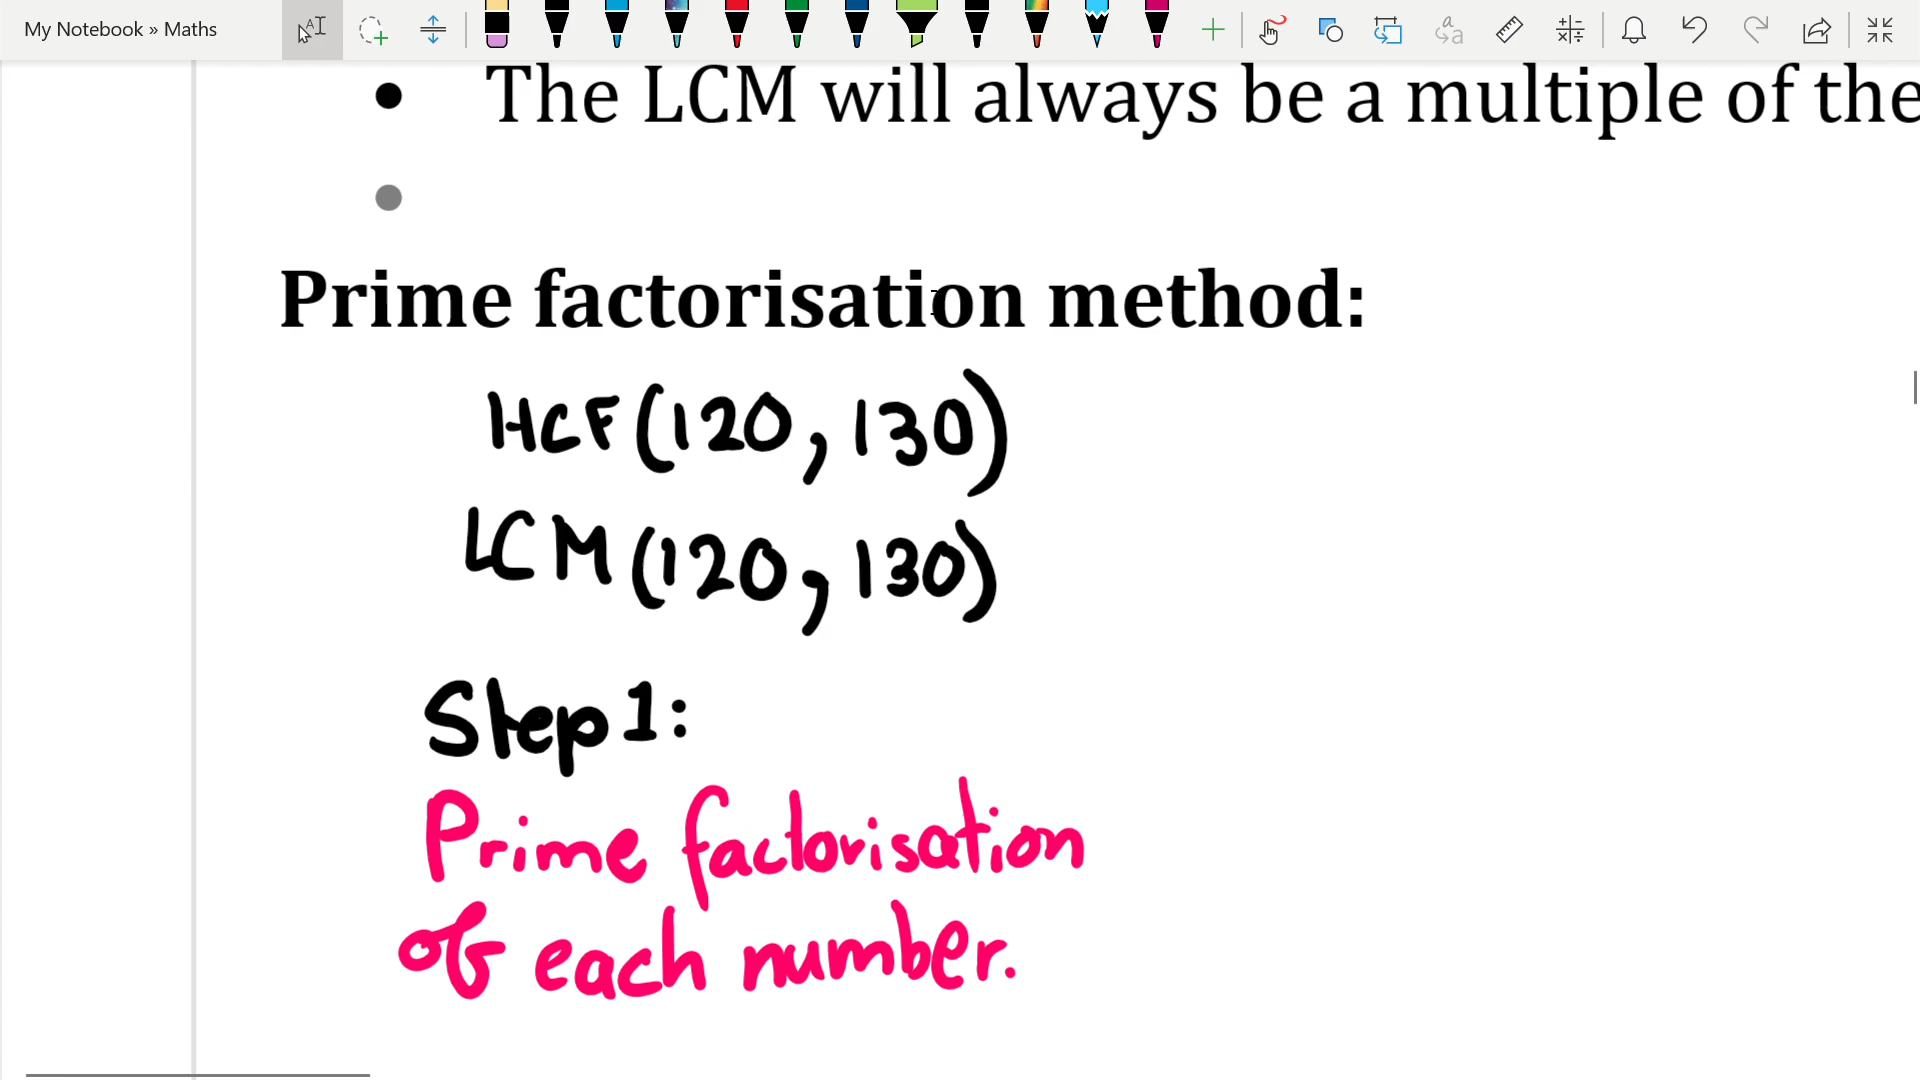 My Notebook » Maths
• The LCM will always be a multiple of the
Prime factorisation method:
HCF(120, 130)
LCM(120, 130)
Step 1:
Prime factorisation
of each number.